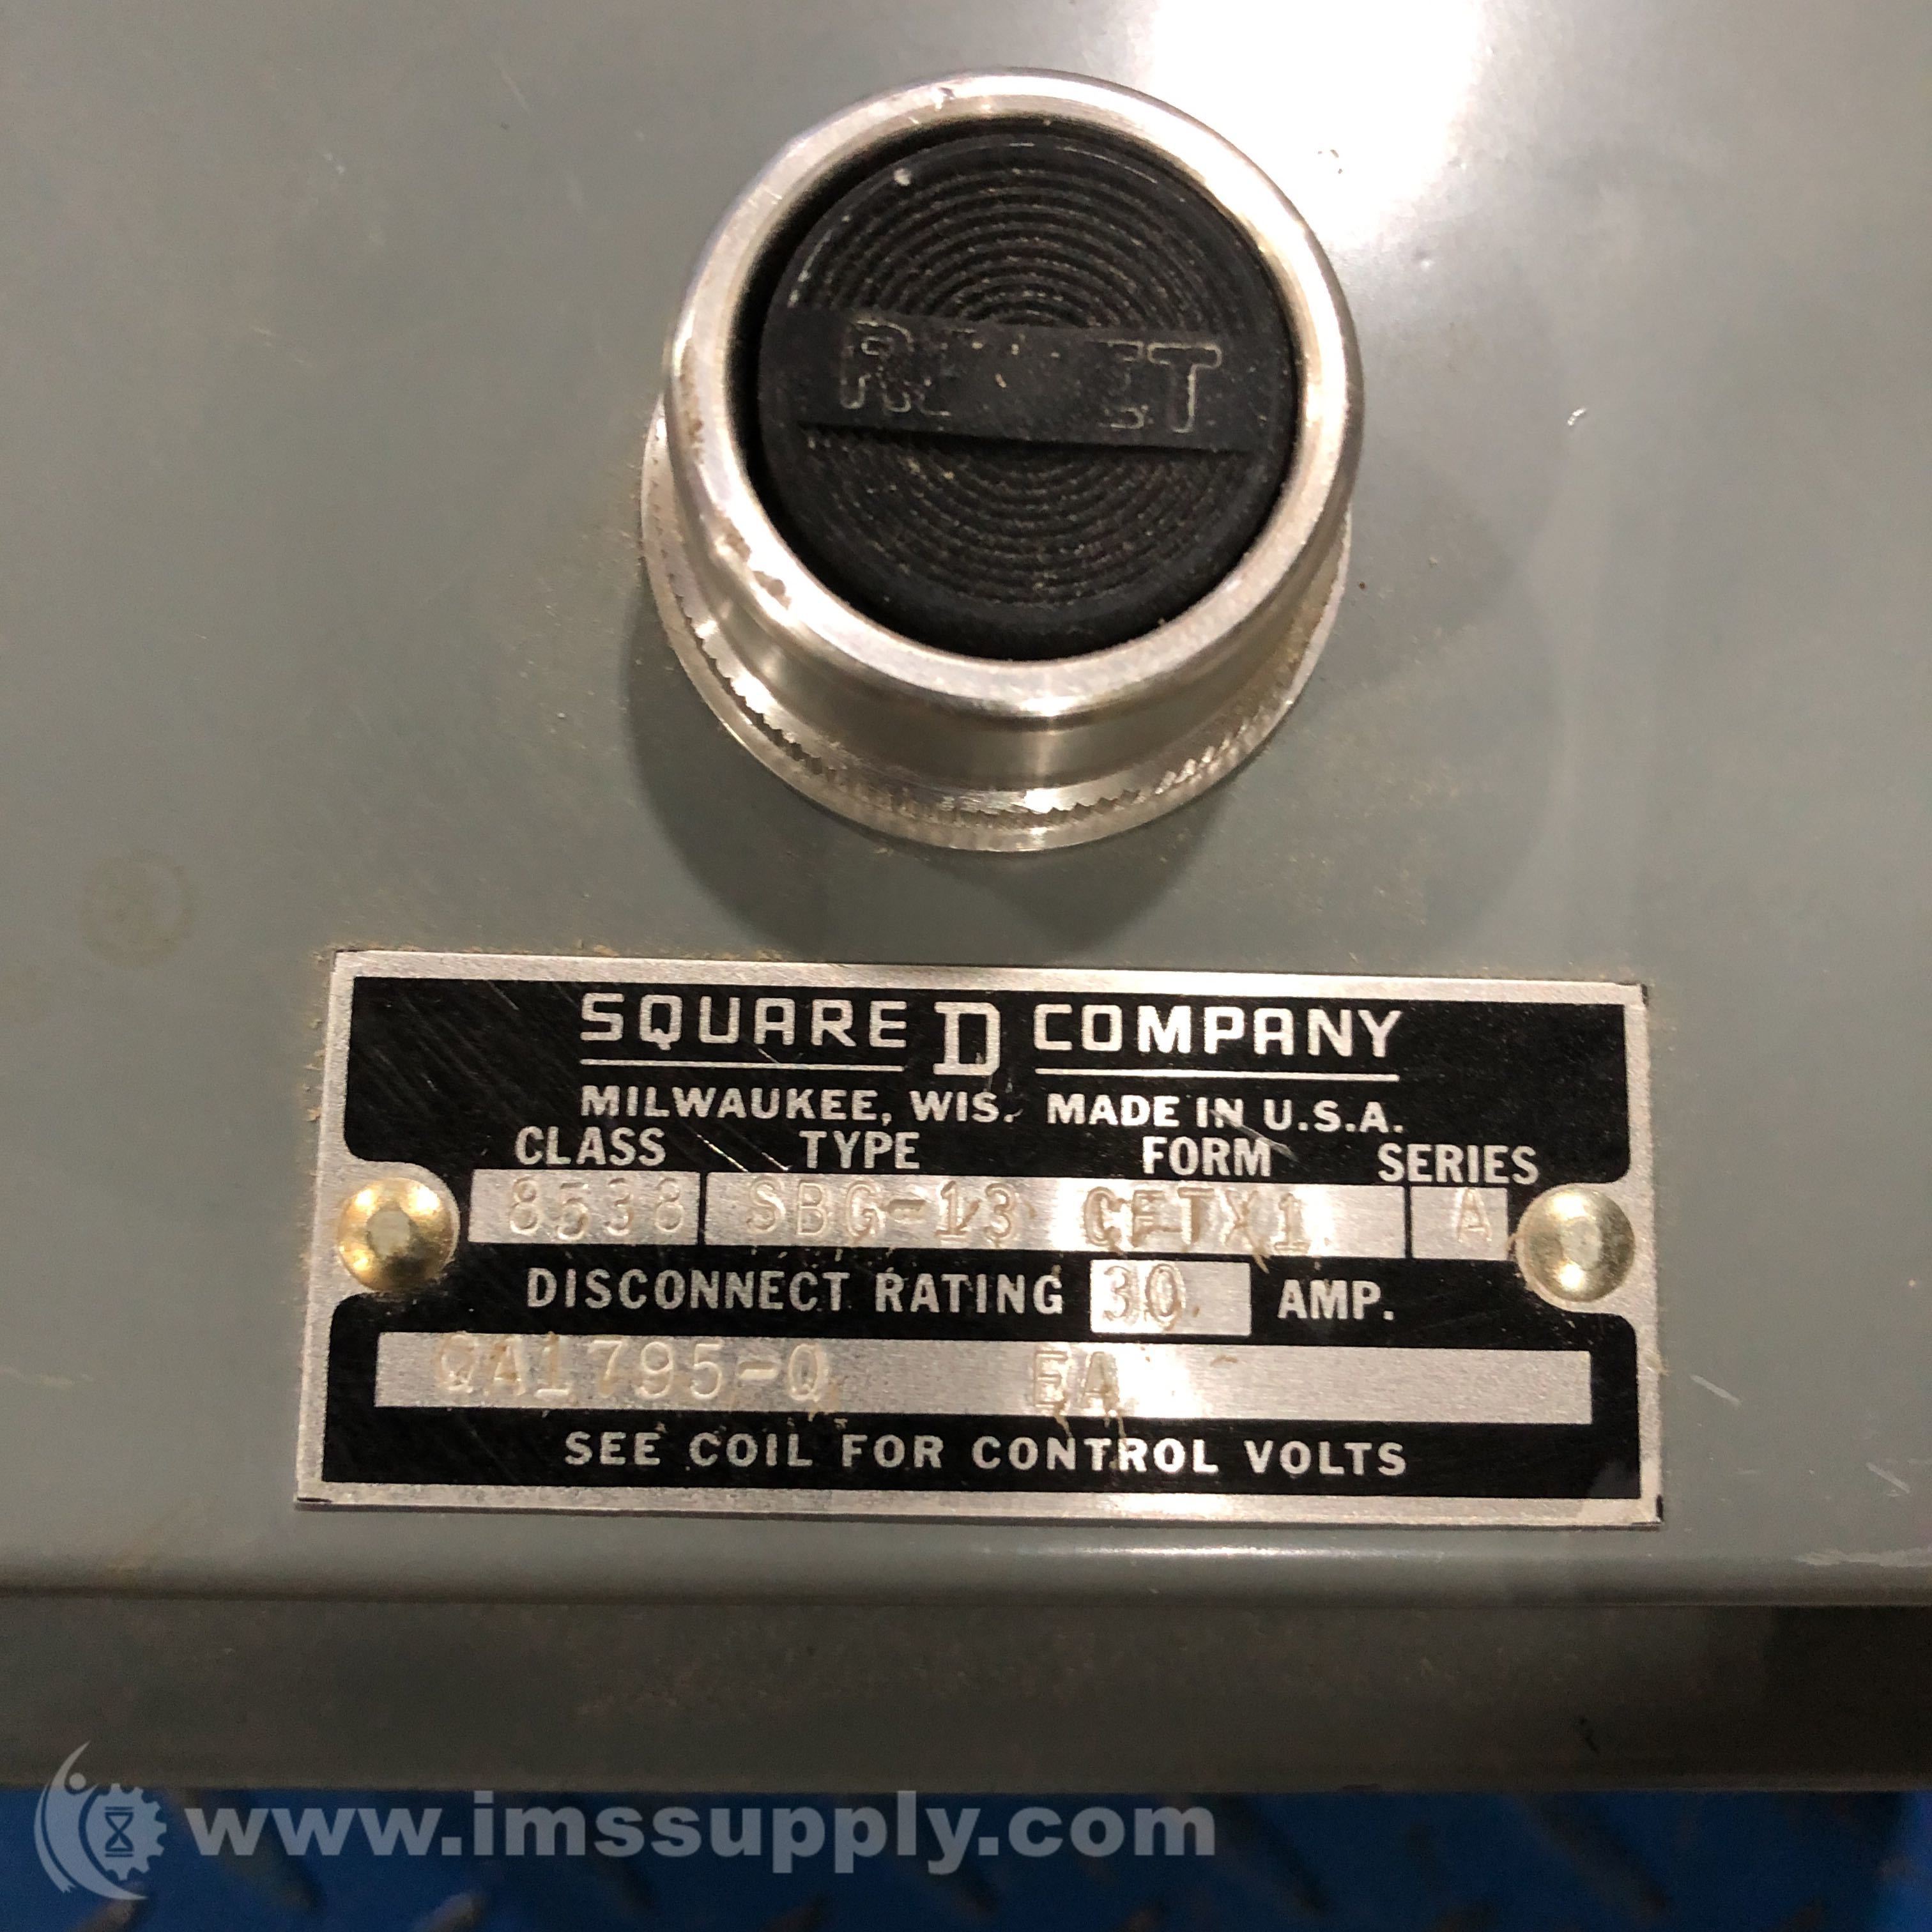 RESET
SQUARE D COMPANY
MILWAUKEE, WIS. MADE IN U.S.A.
CLASS TYPE FORM SERIES
8538 SBG-13 CFTX1 A
DISCONNECT RATING 30 AMP.
QA1795-Q EA
SEE COIL FOR CONTROL VOLTS
www.imssupply.com